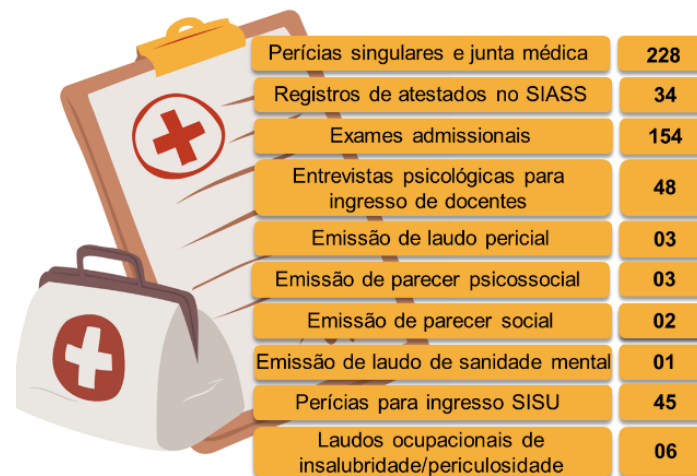 Perícias singulares e junta médica 228
Registros de atestados no SIASS 34
Exames admissionais 154
Entrevistas psicológicas para
ingresso de docentes 48
Emissão de laudo pericial 03
Emissão de parecer psicossocial 03
Emissão de parecer social 02
Emissão de laudo de sanidade mental 01
Perícias para ingresso SISU 45
Laudos ocupacionais de
insalubridade/periculosidade 06